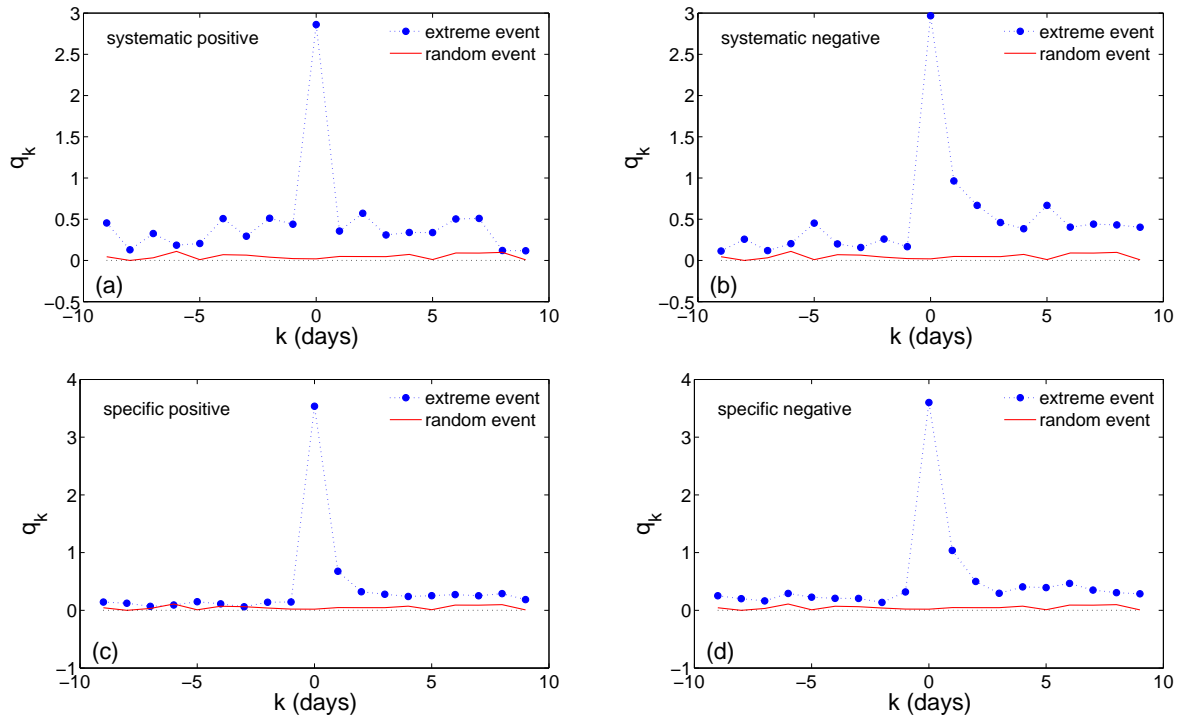 systematic positive
extreme event
random event
3
2.5
2
1.5
1
0.5
0
−0.5
q_k
(a)
−10 −5 0 5 10
k (days)
systematic negative
extreme event
random event
3
2.5
2
1.5
1
0.5
0
−0.5
q_k
(b)
−10 −5 0 5 10
k (days)
specific positive
extreme event
random event
4
3
2
1
0
−1
q_k
(c)
−10 −5 0 5 10
k (days)
specific negative
extreme event
random event
4
3
2
1
0
−1
q_k
(d)
−10 −5 0 5 10
k (days)